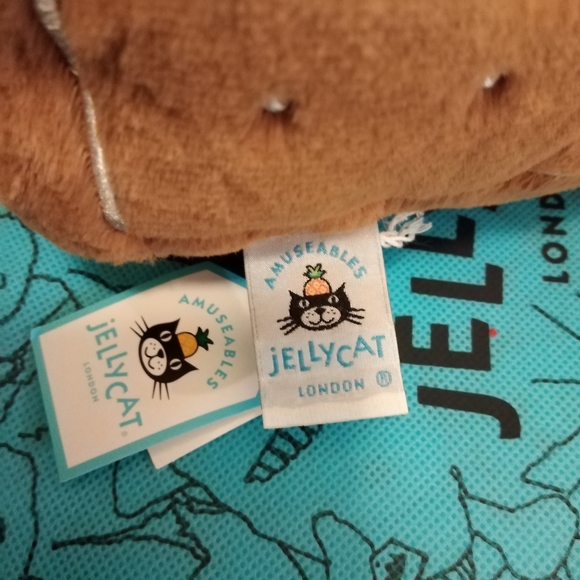 AMUSEABLES
JELLYCAT
LONDON ®
AMUSEABLES
JELLYCAT®
LONDON
JELL
LOND